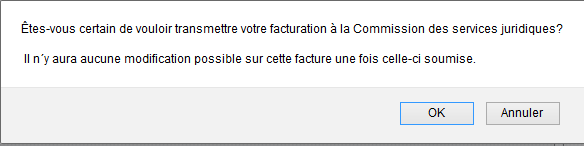 Êtes-vous certain de vouloir transmettre votre facturation à la Commission des services juridiques?
Il n´y aura aucune modification possible sur cette facture une fois celle-ci soumise.
OK
Annuler